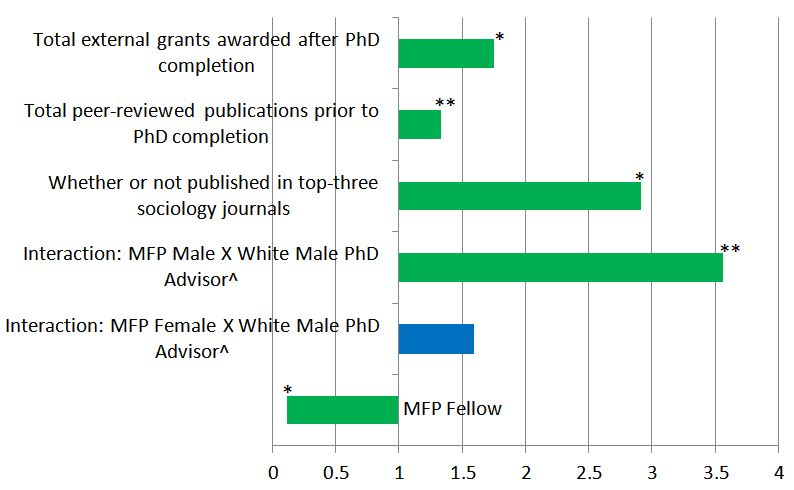 Total external grants awarded after PhD
completion
*
Total peer-reviewed publications prior to
PhD completion
**
Whether or not published in top-three
sociology journals
*
Interaction: MFP Male X White Male PhD
Advisor^
**
Interaction: MFP Female X White Male PhD
Advisor^
*
MFP Fellow
0 0.5 1 1.5 2 2.5 3 3.5 4